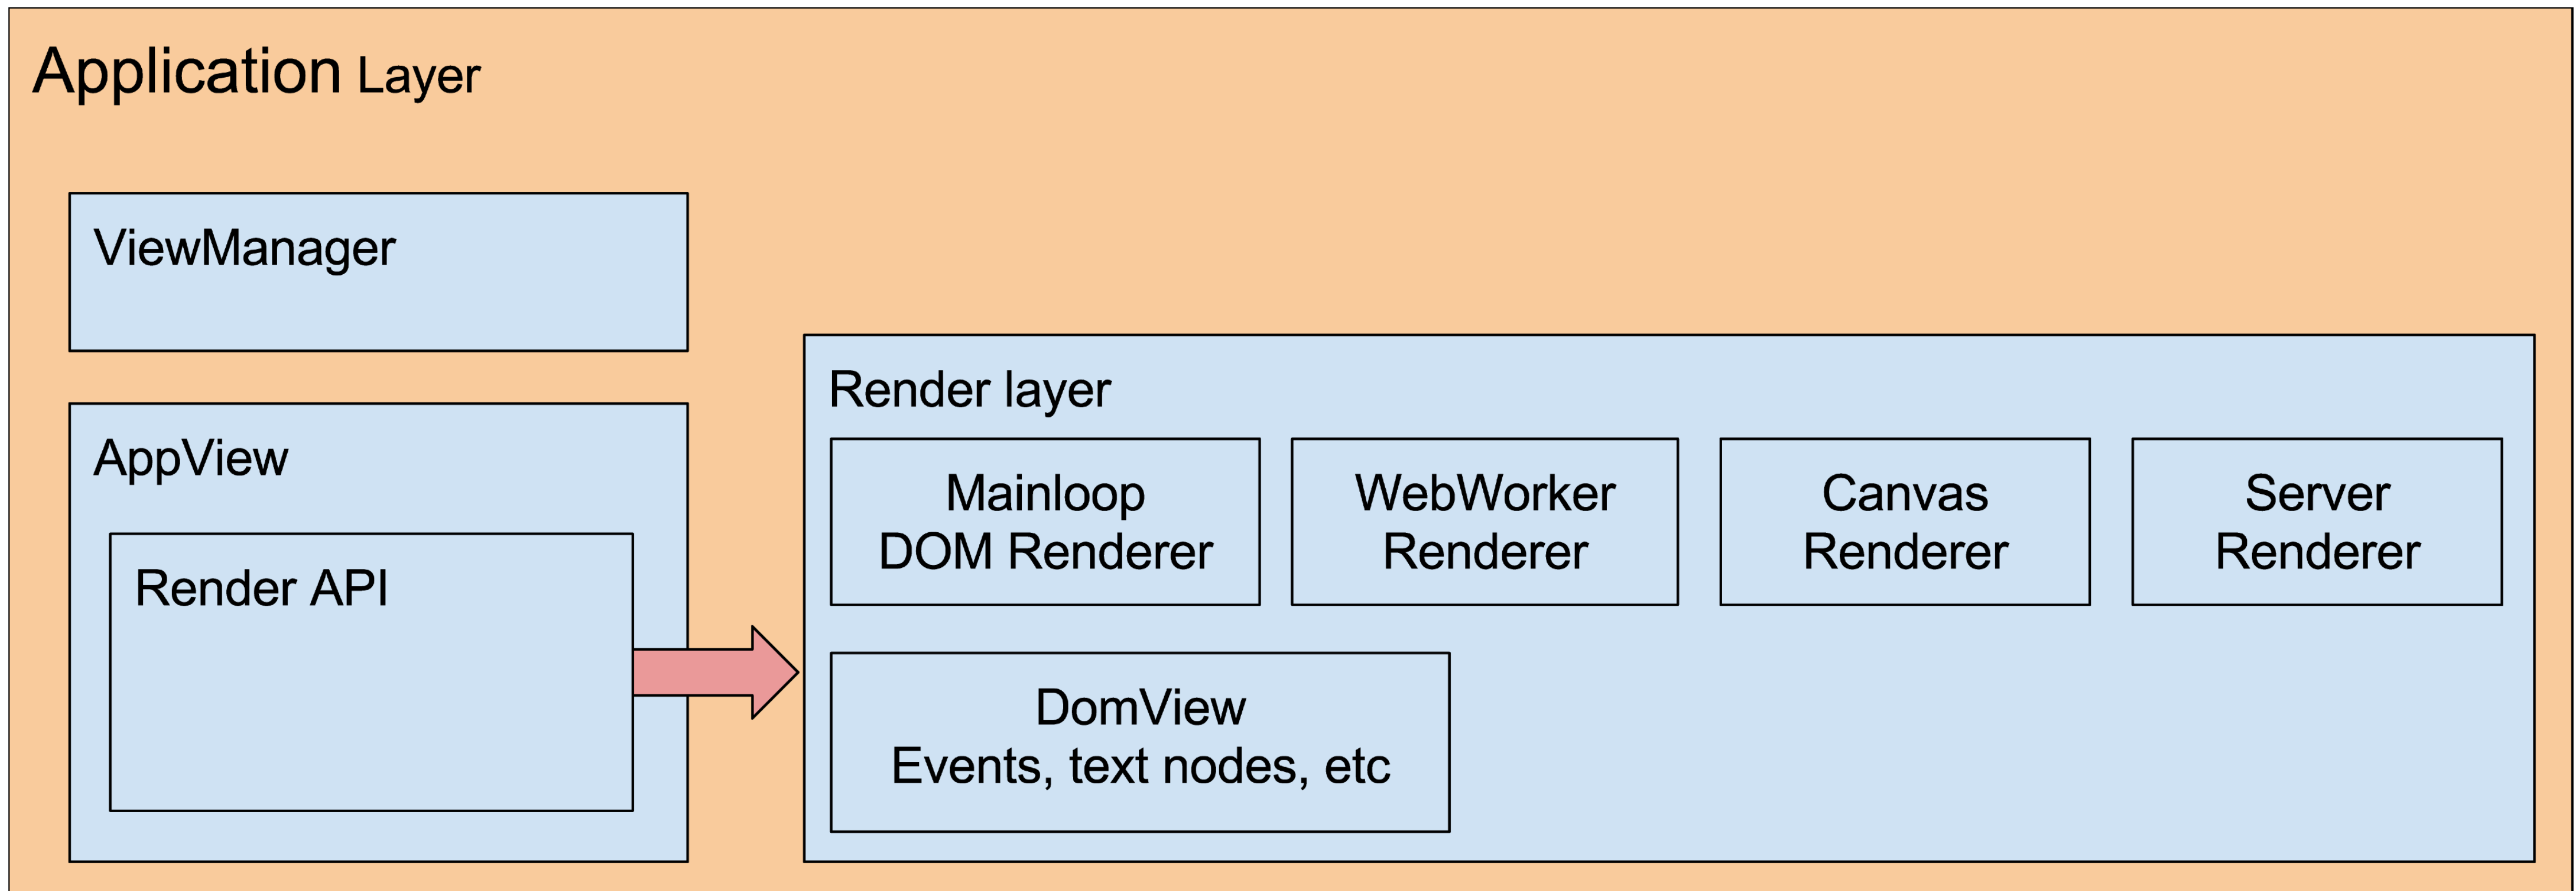 Application Layer
ViewManager
AppView
Render API
Render layer
Mainloop
DOM Renderer
WebWorker
Renderer
Canvas
Renderer
Server
Renderer
DomView
Events, text nodes, etc